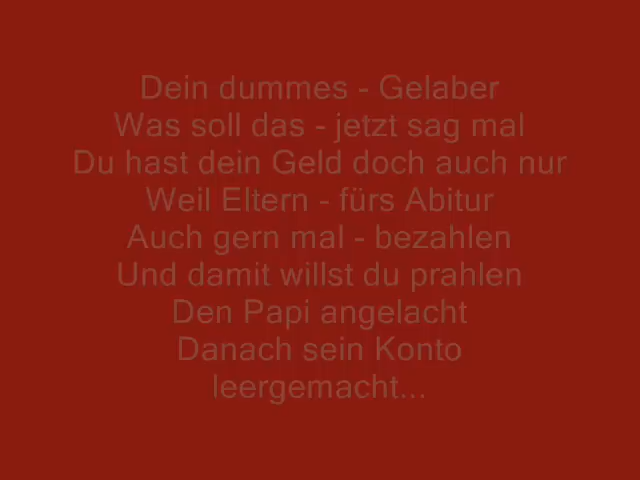 Dein dummes - Gelaber
Was soll das - jetzt sag mal
Du hast dein Geld doch auch nur
Weil Eltern - fürs Abitur
Auch gern mal - bezahlen
Und damit willst du prahlen
Den Papi angelacht
Danach sein Konto
leergemacht...